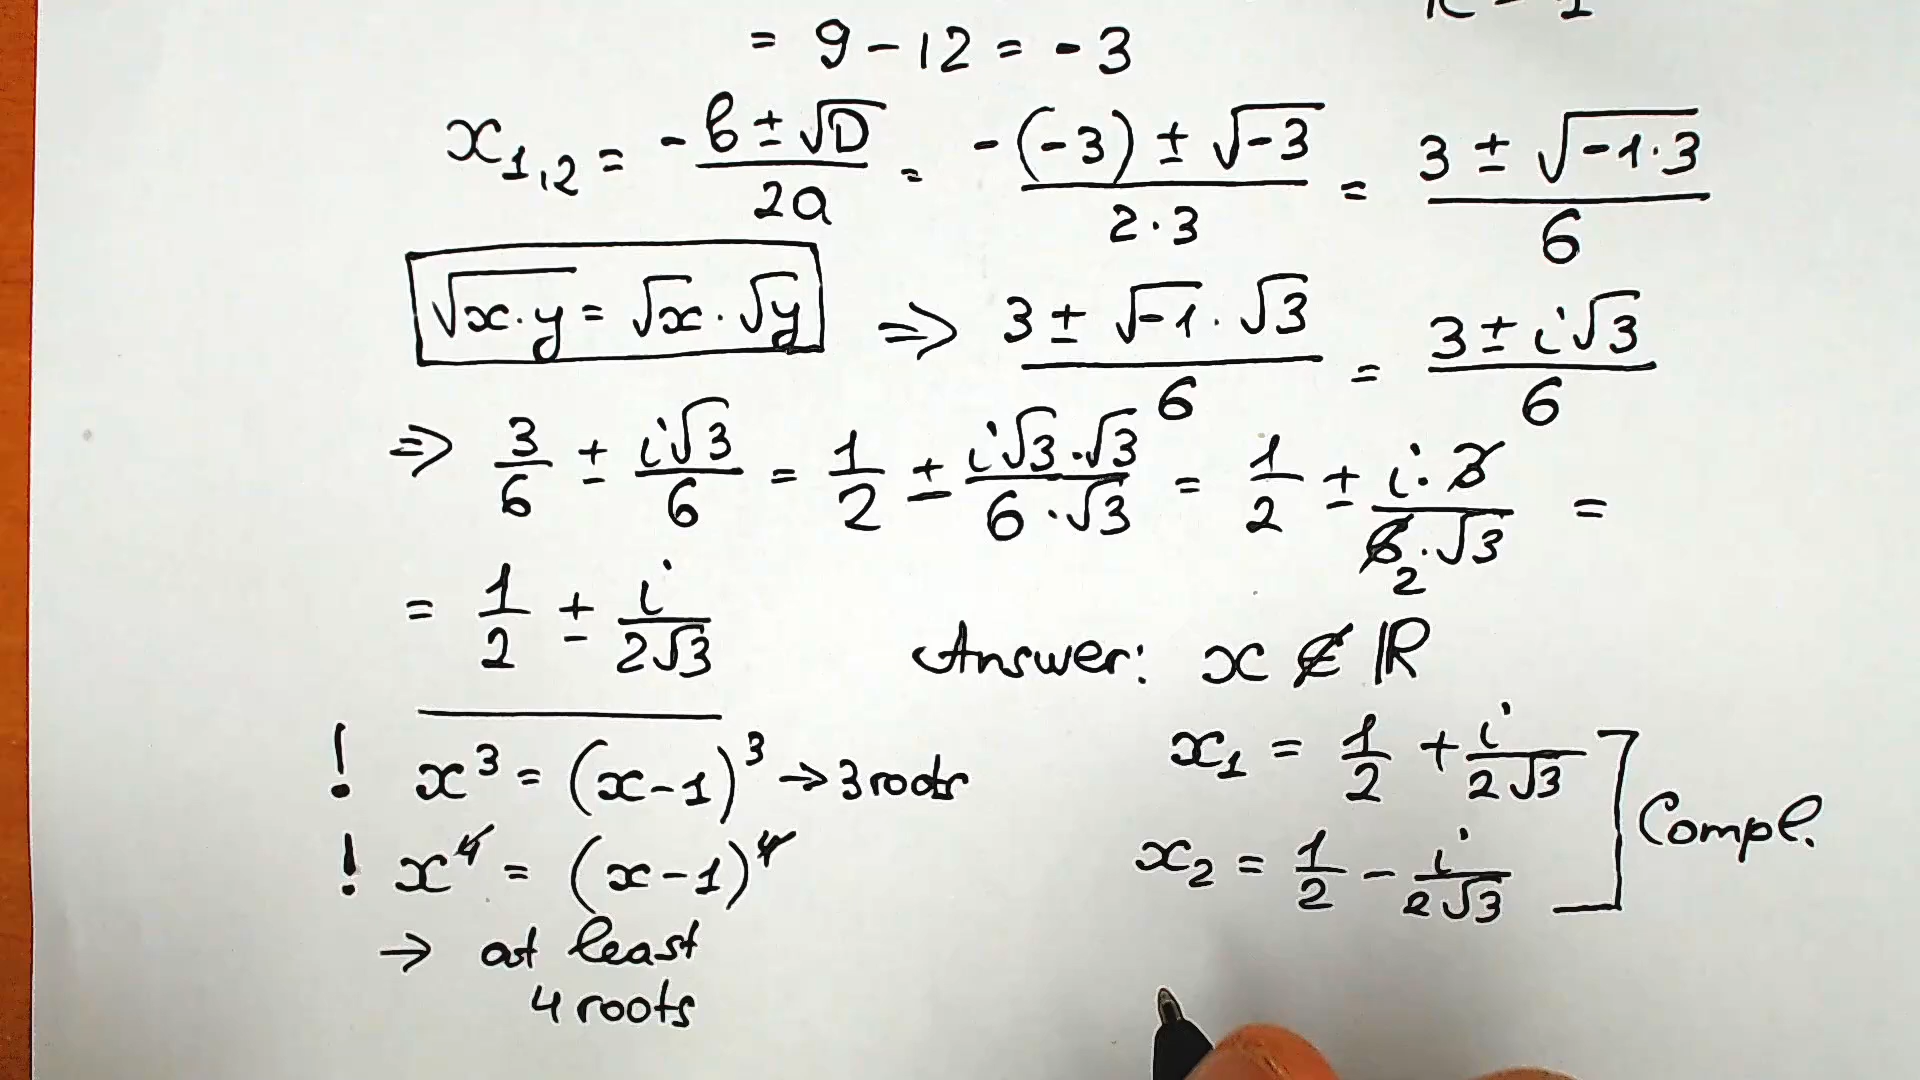 = 9 - 12 = - 3
x₁,₂ = (-b ± √D)/(2a) = (-(-3) ± √-3)/(2·3) = (3 ± √-1·3)/6
√x·y = √x · √y ⇒ (3 ± √-1 · √3)/6 = (3 ± i√3)/6
⇒ 3/6 ± i√3/6 = 1/2 ± (i√3·√3)/(6·√3) = 1/2 ± (i·3)/(6·√3) 2 =
= 1/2 ± i/(2√3)
Answer: x ∉ ℝ
! x³ = (x-1)³ → 3 roots
! x⁴ = (x-1)⁴
→ at least
4 roots
x₁ = 1/2 + i/(2√3)
x₂ = 1/2 - i/(2√3)
Compl.